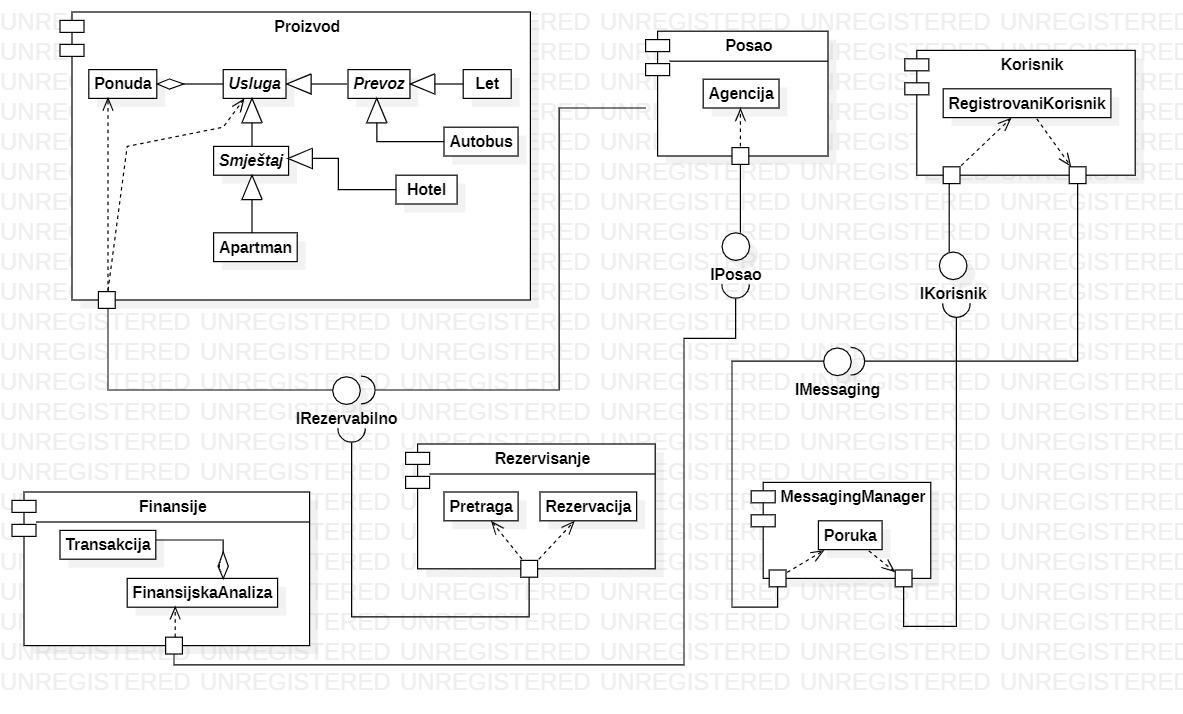 Proizvod
Ponuda
Usluga
Prevoz
Let
Autobus
Smještaj
Hotel
Apartman
Posao
Agencija
Korisnik
RegistrovaniKorisnik
IPosao
IKorisnik
IMessaging
IRezervabilno
Rezervisanje
Pretraga
Rezervacija
MessagingManager
Poruka
Finansije
Transakcija
FinansijskaAnaliza
UNREGISTERED UNREGISTERED UNREGISTERED UNREGISTERED UNREGISTERED UNREGISTERED